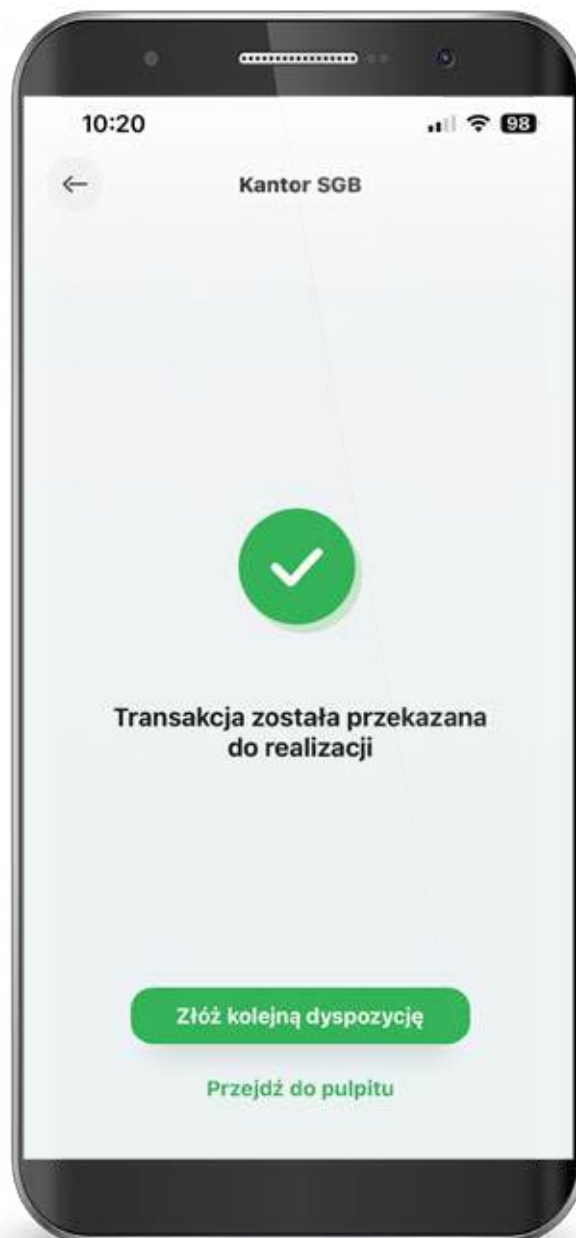 10:20
98
Kantor SGB
Transakcja została przekazana
do realizacji
Złóż kolejną dyspozycję
Przejdź do pulpitu